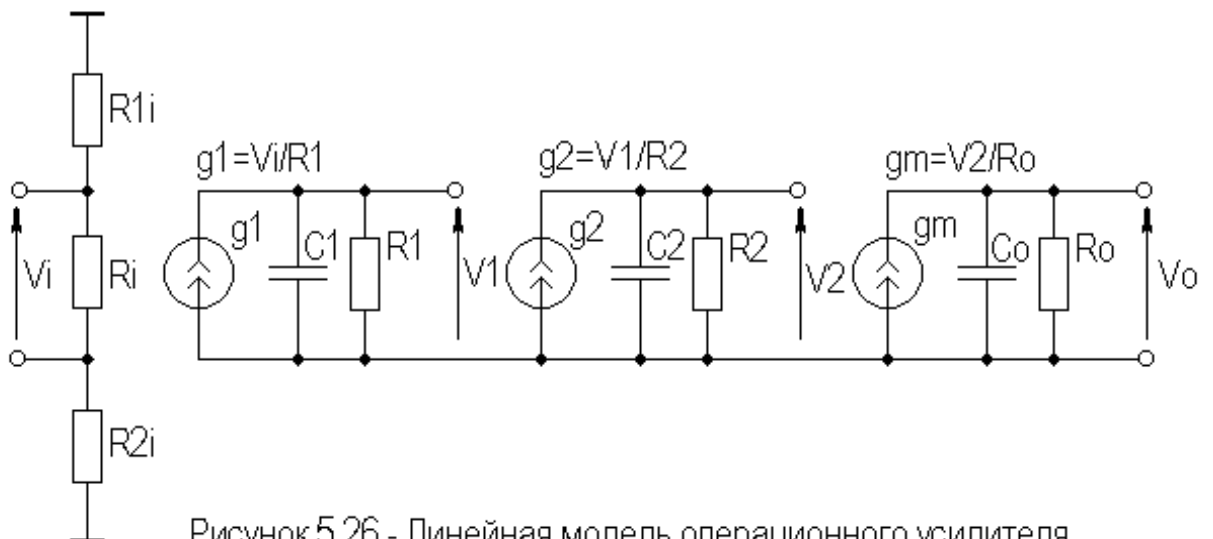 R1i
g1=Vi/R1
g2=V1/R2
gm=V2/Ro
Vi
Ri
g1
C1
R1
V1
g2
C2
R2
V2
gm
Co
Ro
Vo
R2i
Рисунок 5.26 - Линейная модель операционного усилителя